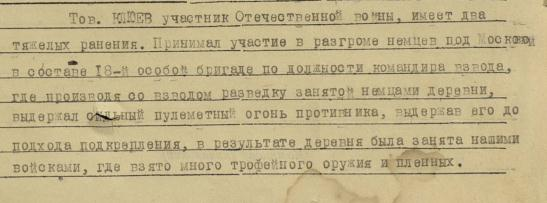 Тов. КЛЮЕВ участник Отечественной войны, имеет два
тяжелых ранения. Принимал участие в разгроме немцев под Москвой
в составе 18-й особой бригаде по должности командира взвода,
где производя со взводом разведку занятой немцами деревни,
выдержал сильный пулеметный огонь противника, выдержав его до
подхода подкрепления, в результате деревня была занята нашими
войсками, где взято много трофейного оружия и пленных.